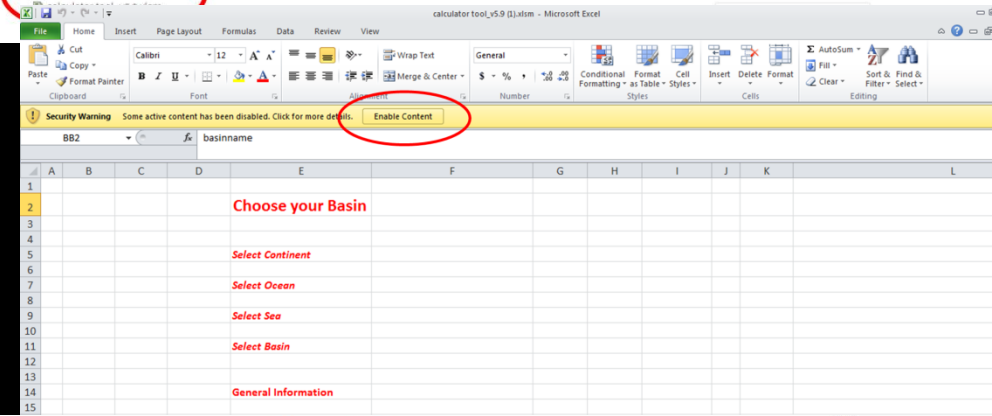 calculator tool_v5.9 (1).xlsm - Microsoft Excel
File Home Insert Page Layout Formulas Data Review View
Cut
Copy
Format Painter
Paste
Clipboard
Calibri 12 A A
B I U A
Font
Wrap Text
Merge & Center
Alignment
General
$ % , .00 .00
Number
Conditional Formatting
Format as Table
Cell Styles
Styles
Insert Delete Format
Cells
Σ AutoSum
Fill
Clear
Sort & Filter
Find & Select
Editing
Security Warning Some active content has been disabled. Click for more details. Enable Content
BB2 fx basinname
A B C D E F G H I J K L
1
2 Choose your Basin
3
4
5 Select Continent
6
7 Select Ocean
8
9 Select Sea
10
11 Select Basin
12
13
14 General Information
15